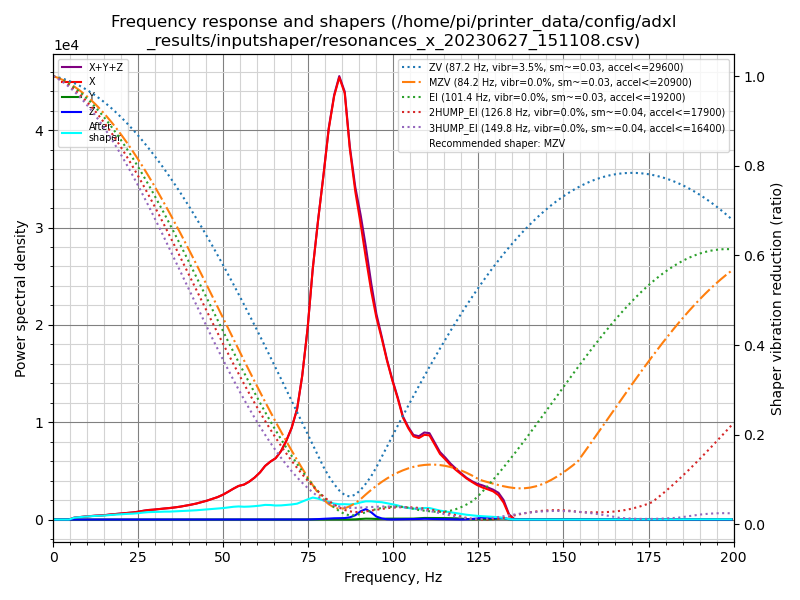 Frequency response and shapers (/home/pi/printer_data/config/adxl
_results/inputshaper/resonances_x_20230627_151108.csv)
1e4
X+Y+Z
X
Y
Z
After
shaper
ZV (87.2 Hz, vibr=3.5%, sm~=0.03, accel<=29600)
MZV (84.2 Hz, vibr=0.0%, sm~=0.03, accel<=20900)
EI (101.4 Hz, vibr=0.0%, sm~=0.03, accel<=19200)
2HUMP_EI (126.8 Hz, vibr=0.0%, sm~=0.04, accel<=17900)
3HUMP_EI (149.8 Hz, vibr=0.0%, sm~=0.04, accel<=16400)
Recommended shaper: MZV
Power spectral density
4
3
2
1
0
1.0
0.8
0.6
0.4
0.2
0.0
Shaper vibration reduction (ratio)
0 25 50 75 100 125 150 175 200
Frequency, Hz